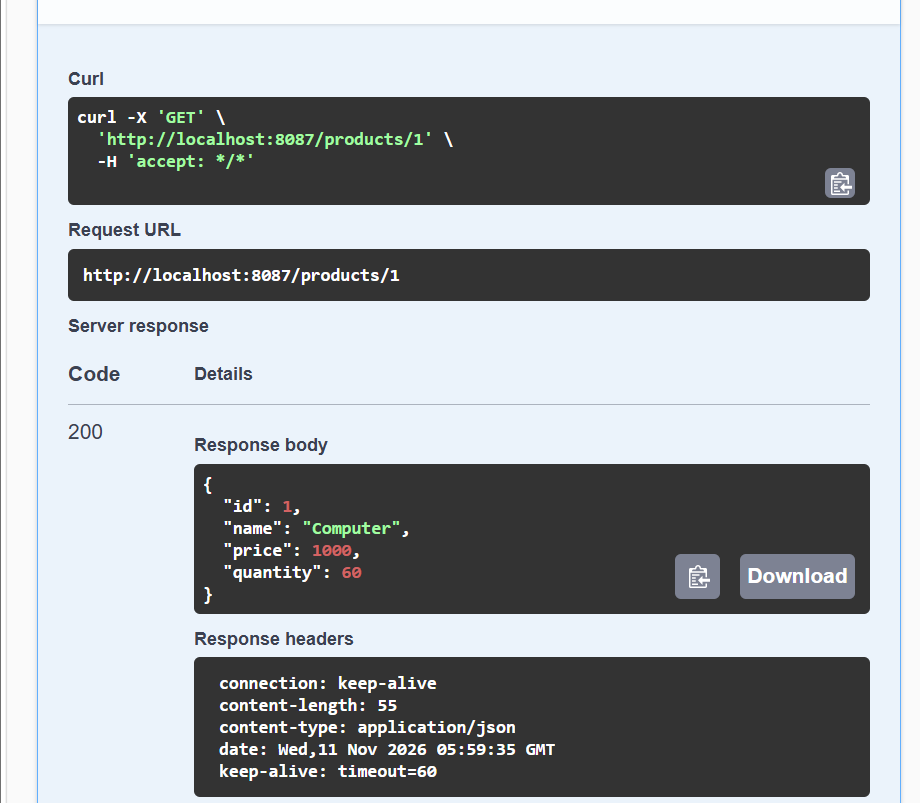 Curl
curl -X 'GET' \
'http://localhost:8087/products/1' \
-H 'accept: */*'
Request URL
http://localhost:8087/products/1
Server response
Code Details
200
Response body
{
"id": 1,
"name": "Computer",
"price": 1000,
"quantity": 60
}
Download
Response headers
connection: keep-alive
content-length: 55
content-type: application/json
date: Wed,11 Nov 2026 05:59:35 GMT
keep-alive: timeout=60